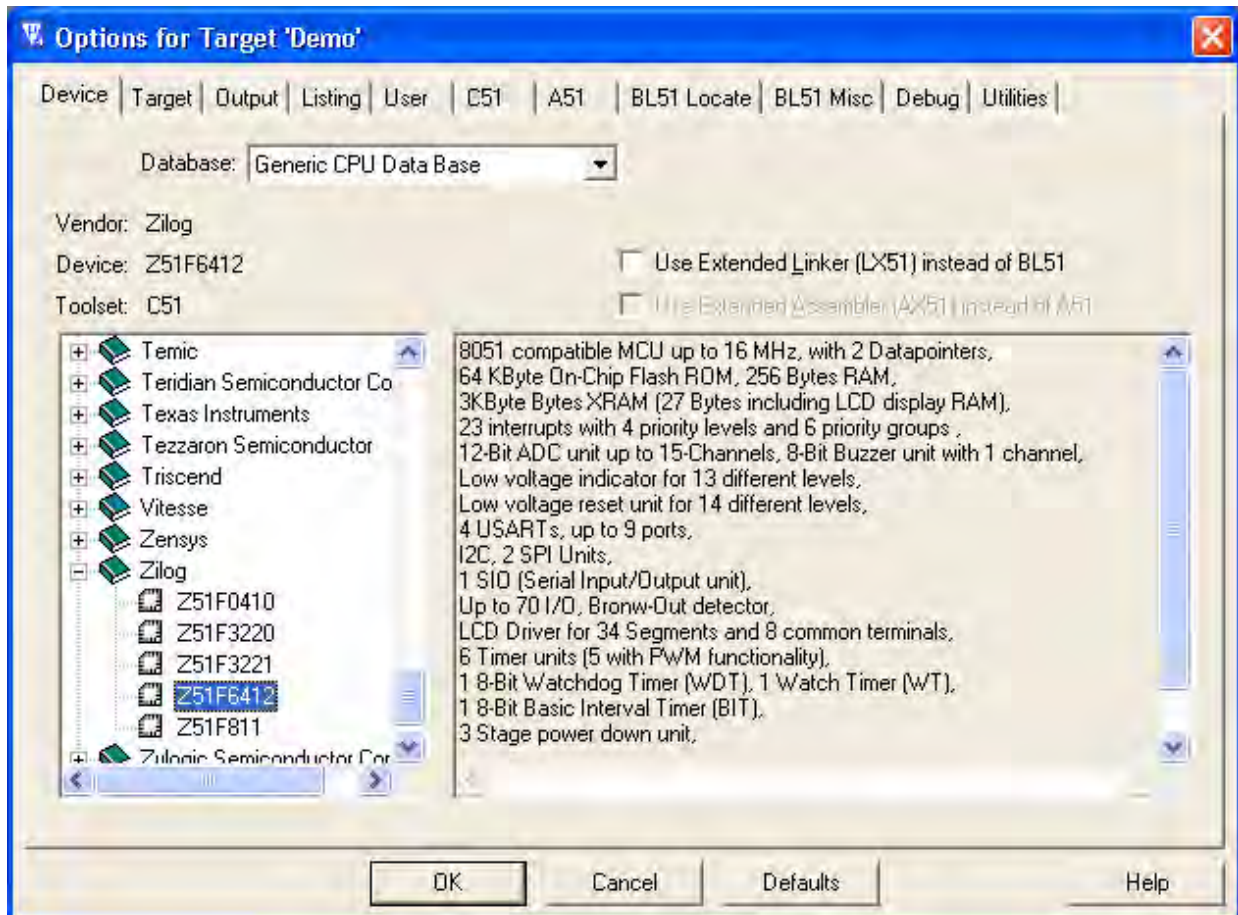 Options for Target 'Demo'
Device Target Output Listing User C51 A51 BL51 Locate BL51 Misc Debug Utilities
Database: Generic CPU Data Base
Vendor: Zilog
Device: Z51F6412
Use Extended Linker (LX51) instead of BL51
Toolset: C51
Use Extended Assembler (AX51) instead of A51
Temic
Teridian Semiconductor Co
Texas Instruments
Tezzaron Semiconductor
Triscend
Vitesse
Zensys
Zilog
Z51F0410
Z51F3220
Z51F3221
Z51F6412
Z51F811
Zylogic Semiconductor Cor
8051 compatible MCU up to 16 MHz, with 2 Datapointers,
64 KByte On-Chip Flash ROM, 256 Bytes RAM,
3KByte Bytes XRAM (27 Bytes including LCD display RAM),
23 interrupts with 4 priority levels and 6 priority groups ,
12-Bit ADC unit up to 15-Channels, 8-Bit Buzzer unit with 1 channel,
Low voltage indicator for 13 different levels,
Low voltage reset unit for 14 different levels,
4 USARTs, up to 9 ports,
I2C, 2 SPI Units,
1 SIO (Serial Input/Output unit),
Up to 70 I/O, Bronw-Out detector,
LCD Driver for 34 Segments and 8 common terminals,
6 Timer units (5 with PWM functionality),
1 8-Bit Watchdog Timer (WDT), 1 Watch Timer (WT),
1 8-Bit Basic Interval Timer (BIT),
3 Stage power down unit,
OK Cancel Defaults Help